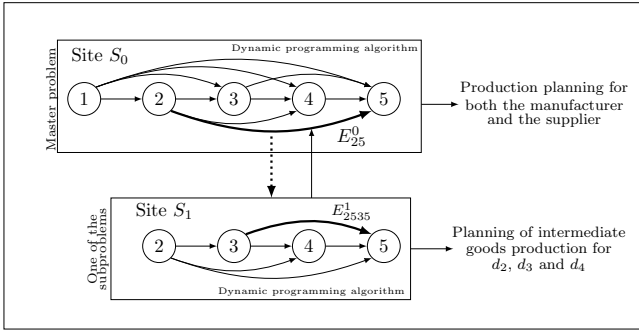 Dynamic programming algorithm
Site S₀
Master problem
1
2
3
4
5
E⁰₂₅
Production planning for
both the manufacturer
and the supplier
Site S₁
E¹₂₅₃₅
One of the
subproblems
2
3
4
5
Dynamic programming algorithm
Planning of intermediate
goods production for
d₂, d₃ and d₄